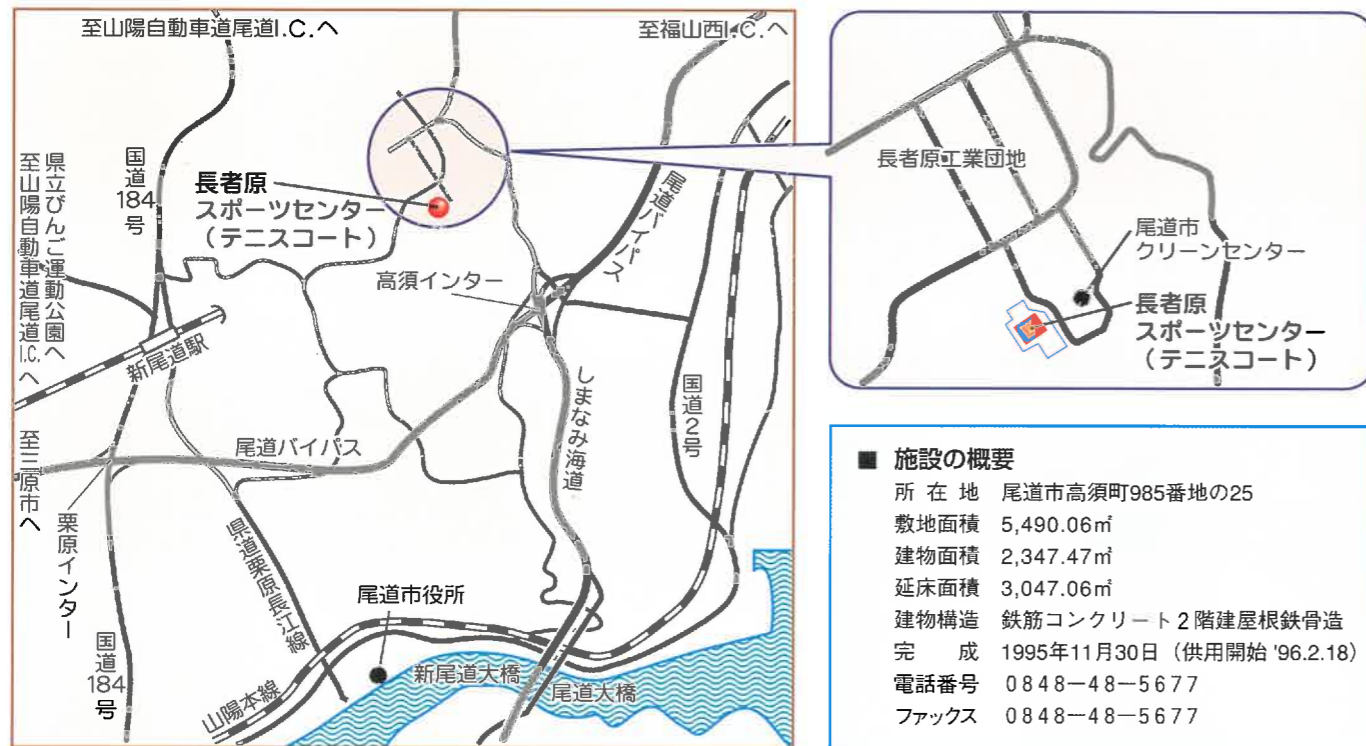 至山陽自動車道尾道I.C.へ
至福山西I.C.へ
県立びんご運動公園へ
至山陽自動車道尾道I.C.へ
国道
184
号
長者原
スポーツセンター
（テニスコート）
尾道バイパス
高須インター
新尾道駅
しまなみ海道
国道2号
尾道バイパス
至三原市へ
栗原インター
県道栗原長江線
国道
184
号
尾道市役所
山陽本線
新尾道大橋
尾道大橋
長者原工業団地
尾道市
クリーンセンター
長者原
スポーツセンター
（テニスコート）
■ 施設の概要
所在地 尾道市高須町985番地の25
敷地面積 5,490.06㎡
建物面積 2,347.47㎡
延床面積 3,047.06㎡
建物構造 鉄筋コンクリート2階建屋根鉄骨造
完成 1995年11月30日（供用開始 '96.2.18）
電話番号 0848－48－5677
ファックス 0848－48－5677